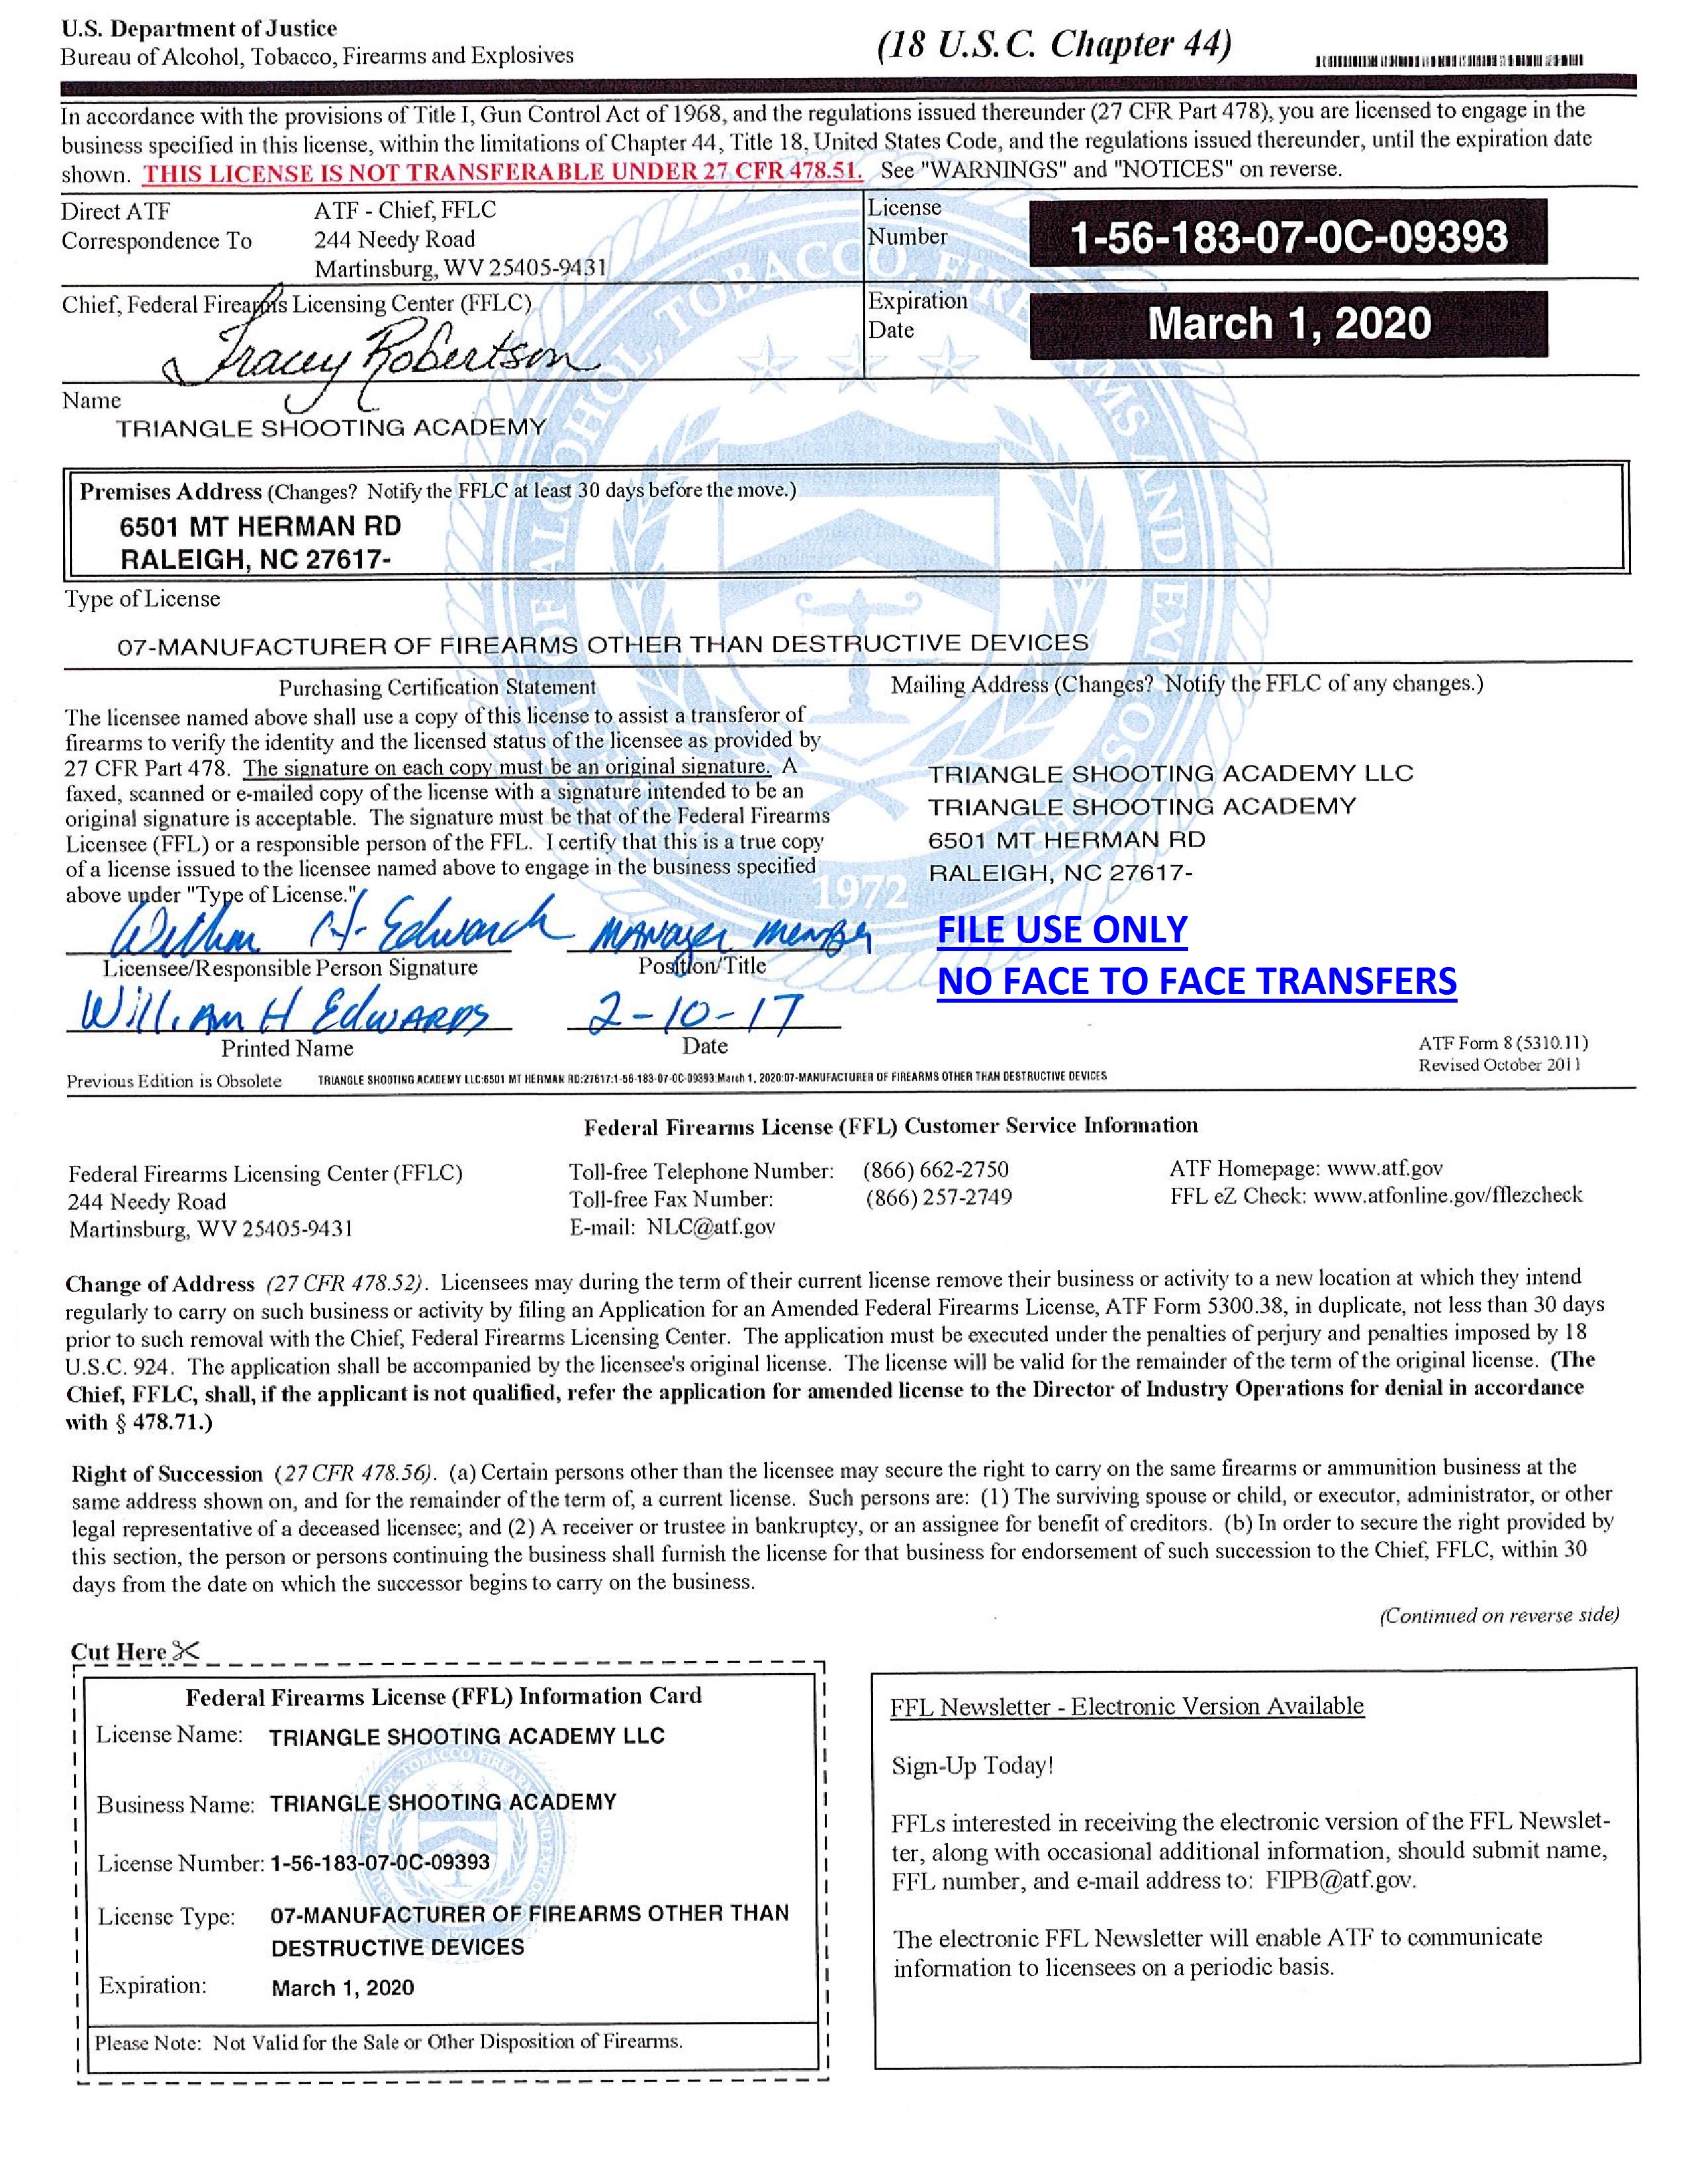 U.S. Department of Justice
Bureau of Alcohol, Tobacco, Firearms and Explosives
(18 U.S.C. Chapter 44)
In accordance with the provisions of Title I, Gun Control Act of 1968, and the regulations issued thereunder (27 CFR Part 478), you are licensed to engage in the
business specified in this license, within the limitations of Chapter 44, Title 18, United States Code, and the regulations issued thereunder, until the expiration date
shown. THIS LICENSE IS NOT TRANSFERABLE UNDER 27 CFR 478.51. See "WARNINGS" and "NOTICES" on reverse.
Direct ATF
Correspondence To
ATF - Chief, FFLC
244 Needy Road
Martinsburg, WV 25405-9431
License
Number
1-56-183-07-0C-09393
Chief, Federal Firearms Licensing Center (FFLC)
Tracey Robertson
Expiration
Date
March 1, 2020
Name
TRIANGLE SHOOTING ACADEMY
Premises Address (Changes? Notify the FFLC at least 30 days before the move.)
6501 MT HERMAN RD
RALEIGH, NC 27617-
Type of License
07-MANUFACTURER OF FIREARMS OTHER THAN DESTRUCTIVE DEVICES
Purchasing Certification Statement
The licensee named above shall use a copy of this license to assist a transferor of
firearms to verify the identity and the licensed status of the licensee as provided by
27 CFR Part 478. The signature on each copy must be an original signature. A
faxed, scanned or e-mailed copy of the license with a signature intended to be an
original signature is acceptable. The signature must be that of the Federal Firearms
Licensee (FFL) or a responsible person of the FFL. I certify that this is a true copy
of a license issued to the licensee named above to engage in the business specified
above under "Type of License."
Mailing Address (Changes? Notify the FFLC of any changes.)
TRIANGLE SHOOTING ACADEMY LLC
TRIANGLE SHOOTING ACADEMY
6501 MT HERMAN RD
RALEIGH, NC 27617-
1972
William H. Edwards MANAGER MEMBER
Licensee/Responsible Person Signature Position/Title
FILE USE ONLY
NO FACE TO FACE TRANSFERS
William H Edwards 2-10-17
Printed Name Date
ATF Form 8 (5310.11)
Revised October 2011
Previous Edition is Obsolete TRIANGLE SHOOTING ACADEMY LLC:6501 MT HERMAN RD:27617:1-56-183-07-0C-09393:March 1, 2020:07-MANUFACTURER OF FIREARMS OTHER THAN DESTRUCTIVE DEVICES
Federal Firearms License (FFL) Customer Service Information
Federal Firearms Licensing Center (FFLC)
244 Needy Road
Martinsburg, WV 25405-9431
Toll-free Telephone Number: (866) 662-2750
Toll-free Fax Number: (866) 257-2749
E-mail: NLC@atf.gov
ATF Homepage: www.atf.gov
FFL eZ Check: www.atfonline.gov/fflezcheck
Change of Address (27 CFR 478.52). Licensees may during the term of their current license remove their business or activity to a new location at which they intend
regularly to carry on such business or activity by filing an Application for an Amended Federal Firearms License, ATF Form 5300.38, in duplicate, not less than 30 days
prior to such removal with the Chief, Federal Firearms Licensing Center. The application must be executed under the penalties of perjury and penalties imposed by 18
U.S.C. 924. The application shall be accompanied by the licensee's original license. The license will be valid for the remainder of the term of the original license. (The
Chief, FFLC, shall, if the applicant is not qualified, refer the application for amended license to the Director of Industry Operations for denial in accordance
with § 478.71.)
Right of Succession (27 CFR 478.56). (a) Certain persons other than the licensee may secure the right to carry on the same firearms or ammunition business at the
same address shown on, and for the remainder of the term of, a current license. Such persons are: (1) The surviving spouse or child, or executor, administrator, or other
legal representative of a deceased licensee; and (2) A receiver or trustee in bankruptcy, or an assignee for benefit of creditors. (b) In order to secure the right provided by
this section, the person or persons continuing the business shall furnish the license for that business for endorsement of such succession to the Chief, FFLC, within 30
days from the date on which the successor begins to carry on the business.
(Continued on reverse side)
Cut Here
Federal Firearms License (FFL) Information Card
License Name: TRIANGLE SHOOTING ACADEMY LLC
Business Name: TRIANGLE SHOOTING ACADEMY
License Number: 1-56-183-07-0C-09393
License Type: 07-MANUFACTURER OF FIREARMS OTHER THAN
DESTRUCTIVE DEVICES
Expiration: March 1, 2020
Please Note: Not Valid for the Sale or Other Disposition of Firearms.
FFL Newsletter - Electronic Version Available
Sign-Up Today!
FFLs interested in receiving the electronic version of the FFL Newslet-
ter, along with occasional additional information, should submit name,
FFL number, and e-mail address to: FIPB@atf.gov.
The electronic FFL Newsletter will enable ATF to communicate
information to licensees on a periodic basis.